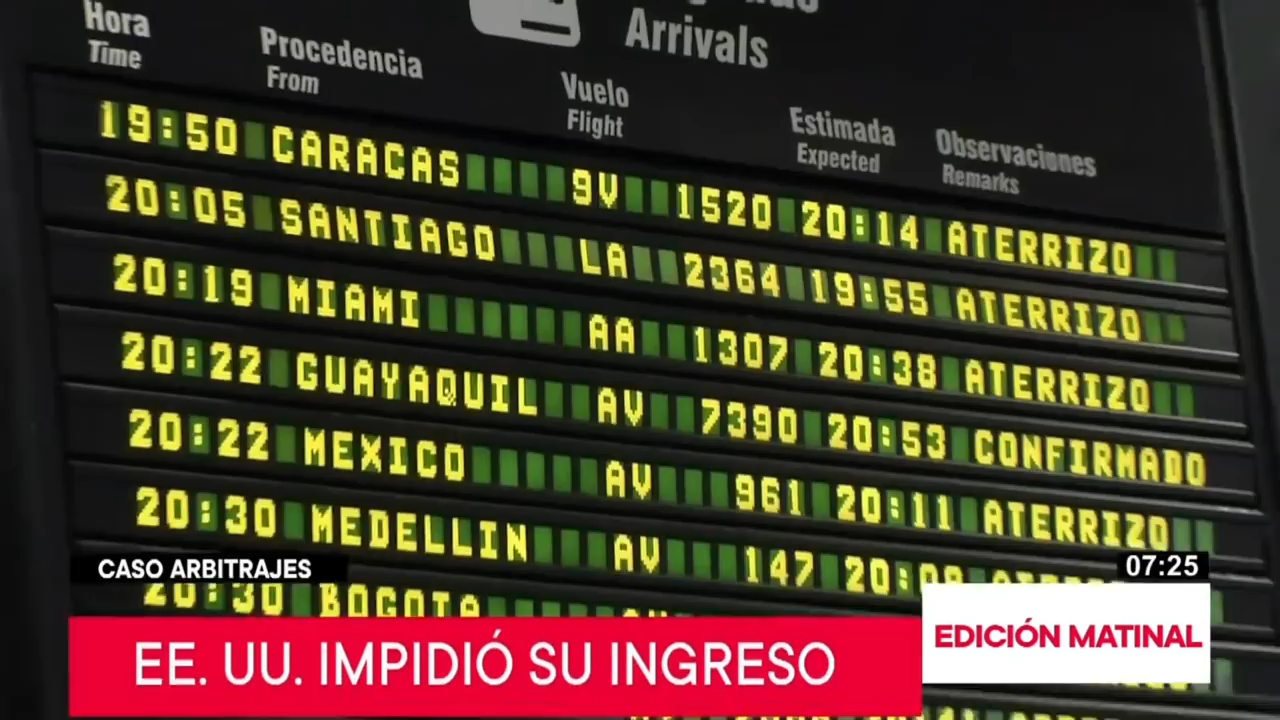 Arrivals
Hora Procedencia Vuelo Estimada Observaciones
Time From Flight Expected Remarks
19:50 CARACAS 9V 1520 20:14 ATERRIZO
20:05 SANTIAGO LA 2364 19:55 ATERRIZO
20:19 MIAMI AA 1307 20:38 ATERRIZO
20:22 GUAYAQUIL AV 7390 20:53 CONFIRMADO
20:22 MEXICO AV 961 20:11 ATERRIZO
20:30 MEDELLIN AV 147
20:30 BOGOTA
CASO ARBITRAJES
07:25
EE. UU. IMPIDIÓ SU INGRESO
EDICIÓN MATINAL